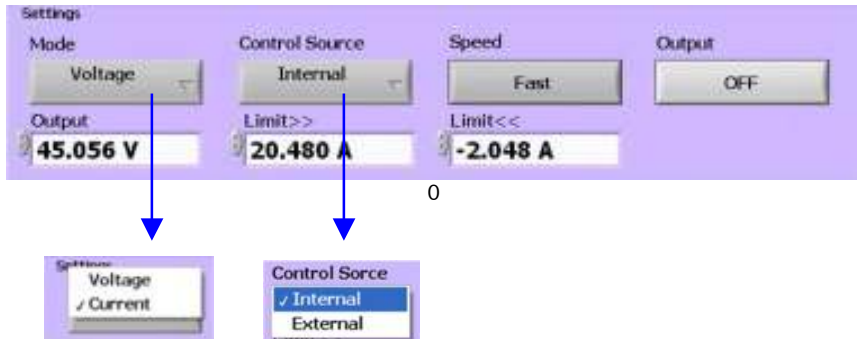 Settings
Mode Control Source Speed Output
Voltage Internal Fast OFF
Output Limit>> Limit<<
45.056 V 20.480 A -2.048 A
0
Settings
Control Sorce
Voltage
✓ Current
✓ Internal
External